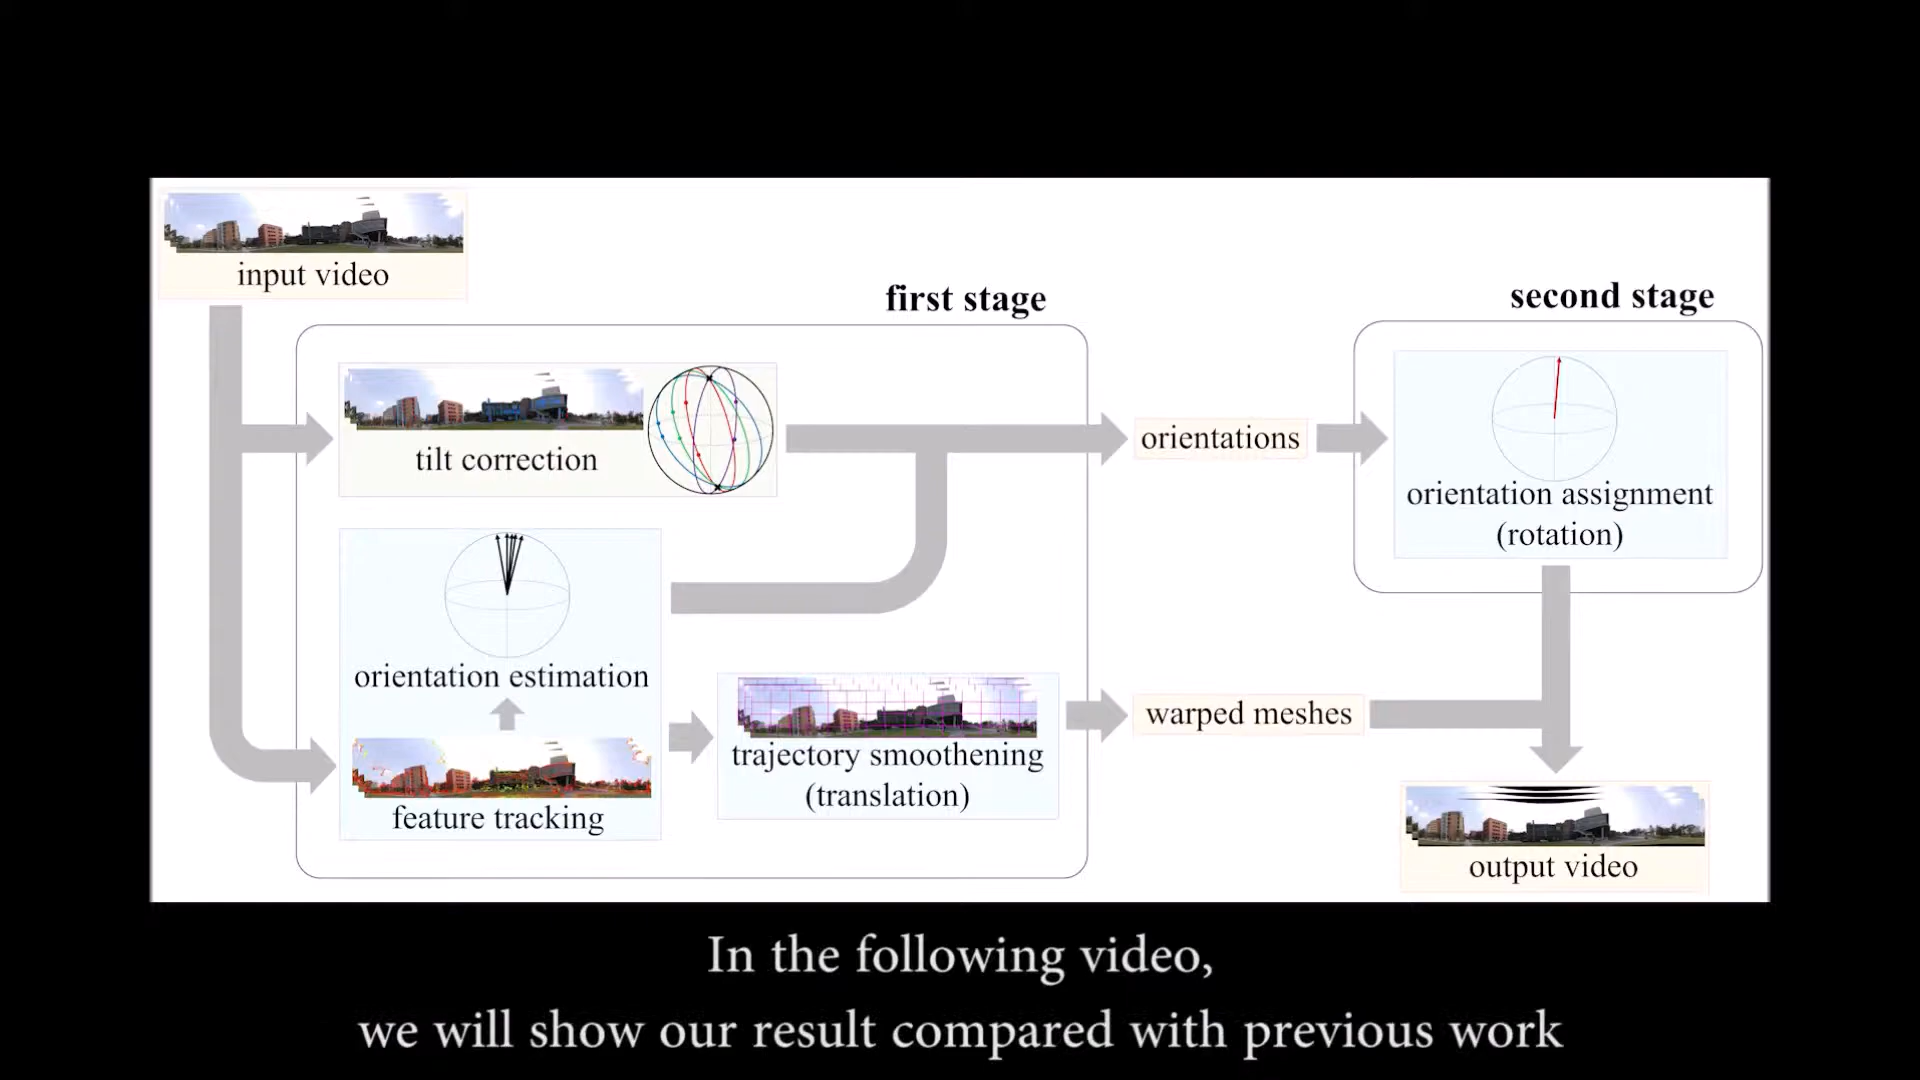 input video
first stage
second stage
tilt correction
orientations
orientation assignment
(rotation)
orientation estimation
feature tracking
trajectory smoothening
(translation)
warped meshes
output video
In the following video,
we will show our result compared with previous work